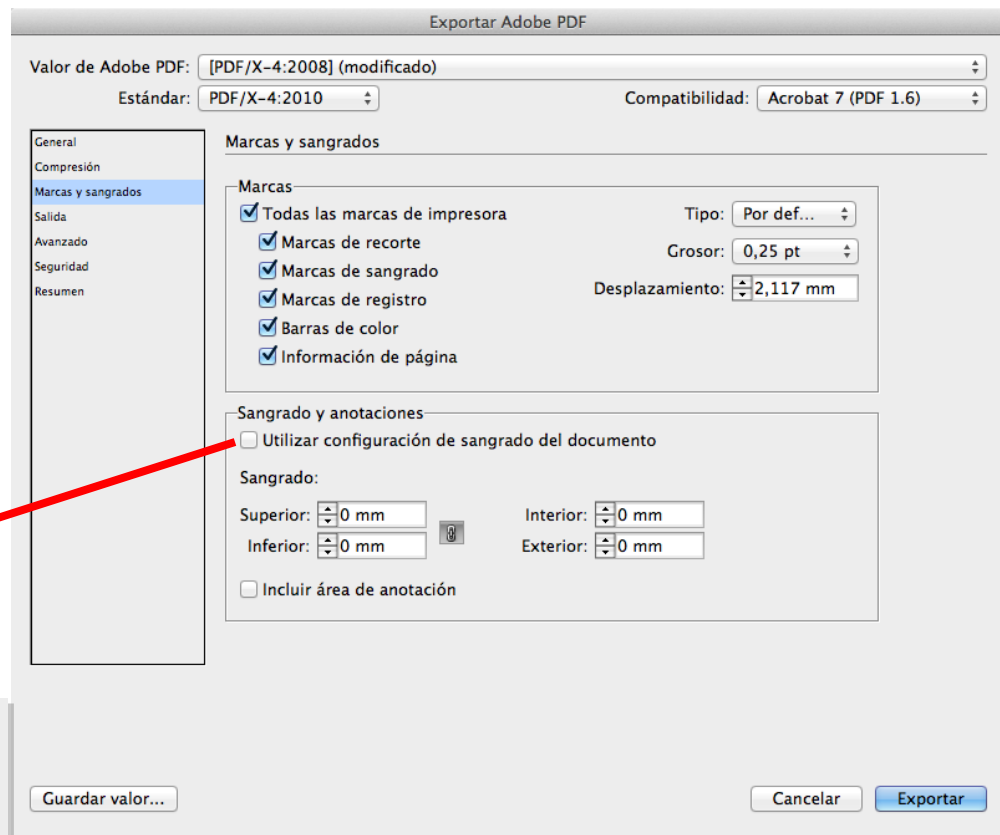 Exportar Adobe PDF
Valor de Adobe PDF: [PDF/X-4:2008] (modificado)
Estándar: PDF/X-4:2010 Compatibilidad: Acrobat 7 (PDF 1.6)
General
Compresión
Marcas y sangrados
Salida
Avanzado
Seguridad
Resumen
Marcas y sangrados
Marcas
Todas las marcas de impresora
Marcas de recorte
Marcas de sangrado
Marcas de registro
Barras de color
Información de página
Tipo: Por def...
Grosor: 0,25 pt
Desplazamiento: 2,117 mm
Sangrado y anotaciones
Utilizar configuración de sangrado del documento
Sangrado:
Superior: 0 mm Interior: 0 mm
Inferior: 0 mm Exterior: 0 mm
Incluir área de anotación
Guardar valor... Cancelar Exportar